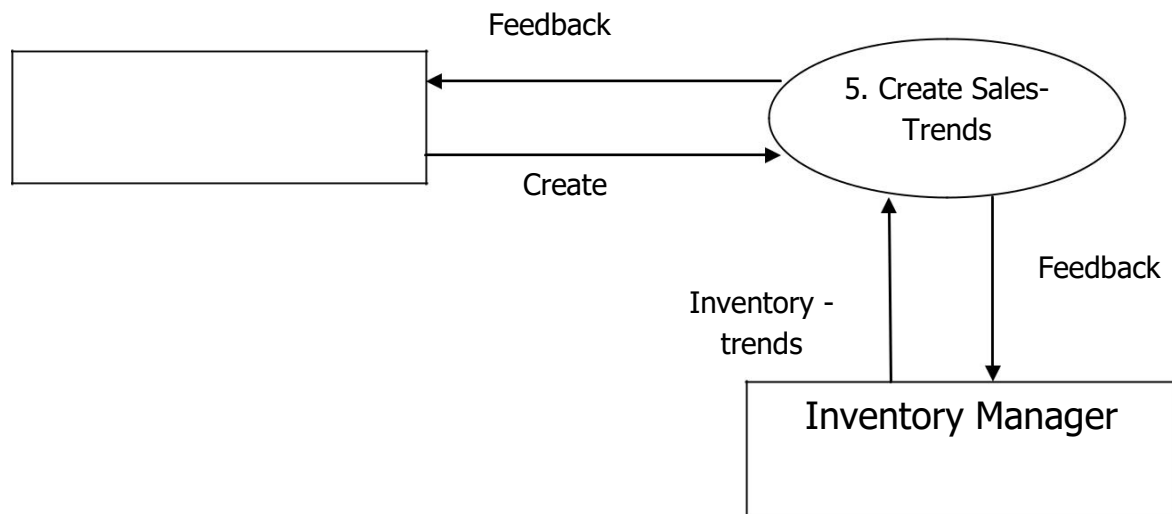 Feedback
5. Create Sales-
Trends
Create
Feedback
Inventory -
trends
Inventory Manager